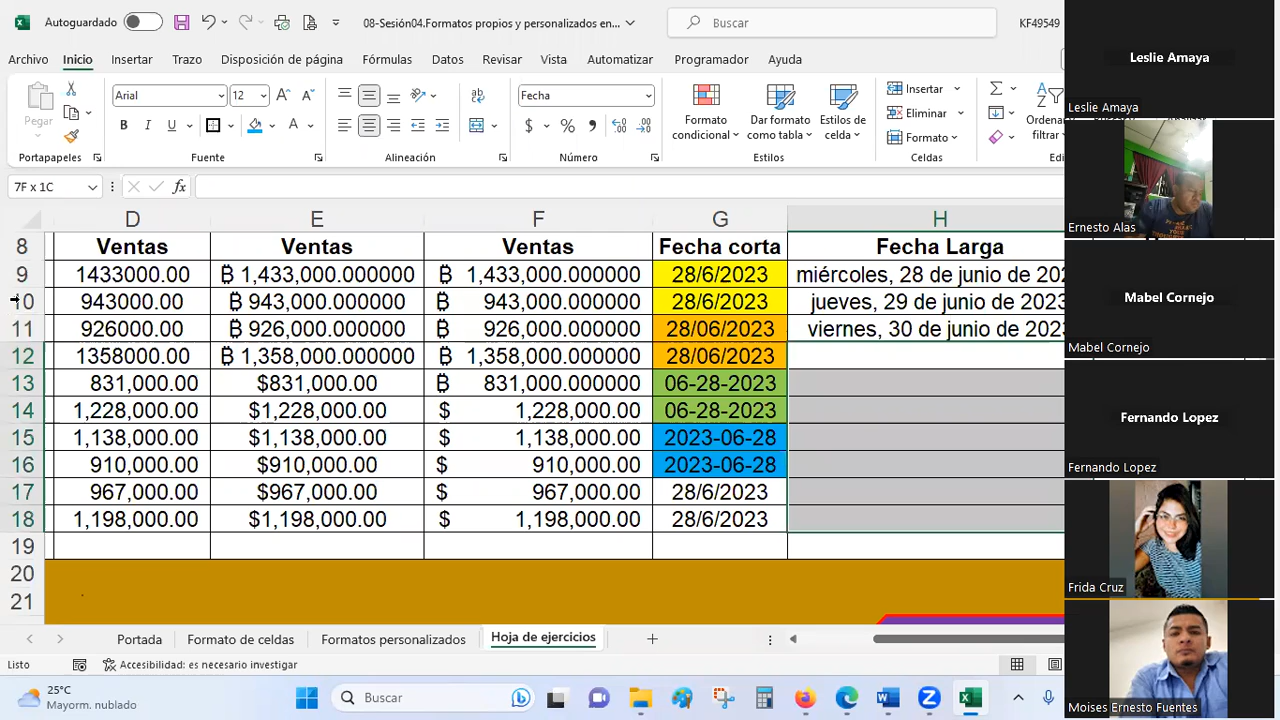 Autoguardado
08-Sesión04.Formatos propios y personalizados en...
Buscar
KF49549
Archivo Inicio Insertar Trazo Disposición de página Fórmulas Datos Revisar Vista Automatizar Programador Ayuda
Pegar
Arial 12
N K S
Fecha
$ % 000
Formato condicional
Dar formato como tabla
Estilos de celda
Insertar
Eliminar
Formato
Ordenar
filtrar
Portapapeles Fuente Alineación Número Estilos Celdas
7F x 1C
fx
D E F G H
8 Ventas Ventas Ventas Fecha corta Fecha Larga
9 1433000.00 ₿ 1,433,000.000000 ₿ 1,433,000.000000 28/6/2023 miércoles, 28 de junio de 202
10 943000.00 ₿ 943,000.000000 ₿ 943,000.000000 28/6/2023 jueves, 29 de junio de 2023
11 926000.00 ₿ 926,000.000000 ₿ 926,000.000000 28/06/2023 viernes, 30 de junio de 2023
12 1358000.00 ₿ 1,358,000.000000 ₿ 1,358,000.000000 28/06/2023
13 831,000.00 $831,000.00 ₿ 831,000.0000000 06-28-2023
14 1,228,000.00 $1,228,000.00 $ 1,228,000.00 06-28-2023
15 1,138,000.00 $1,138,000.00 $ 1,138,000.00 2023-06-28
16 910,000.00 $910,000.00 $ 910,000.00 2023-06-28
17 967,000.00 $967,000.00 $ 967,000.00 28/6/2023
18 1,198,000.00 $1,198,000.00 $ 1,198,000.00 28/6/2023
19
20
21
Portada Formato de celdas Formatos personalizados Hoja de ejercicios
Listo
Accesibilidad: es necesario investigar
25°C
Mayorm. nublado
Buscar
Leslie Amaya
Leslie Amaya
Ernesto Alas
Mabel Cornejo
Mabel Cornejo
Fernando Lopez
Fernando Lopez
Frida Cruz
Moises Ernesto Fuentes